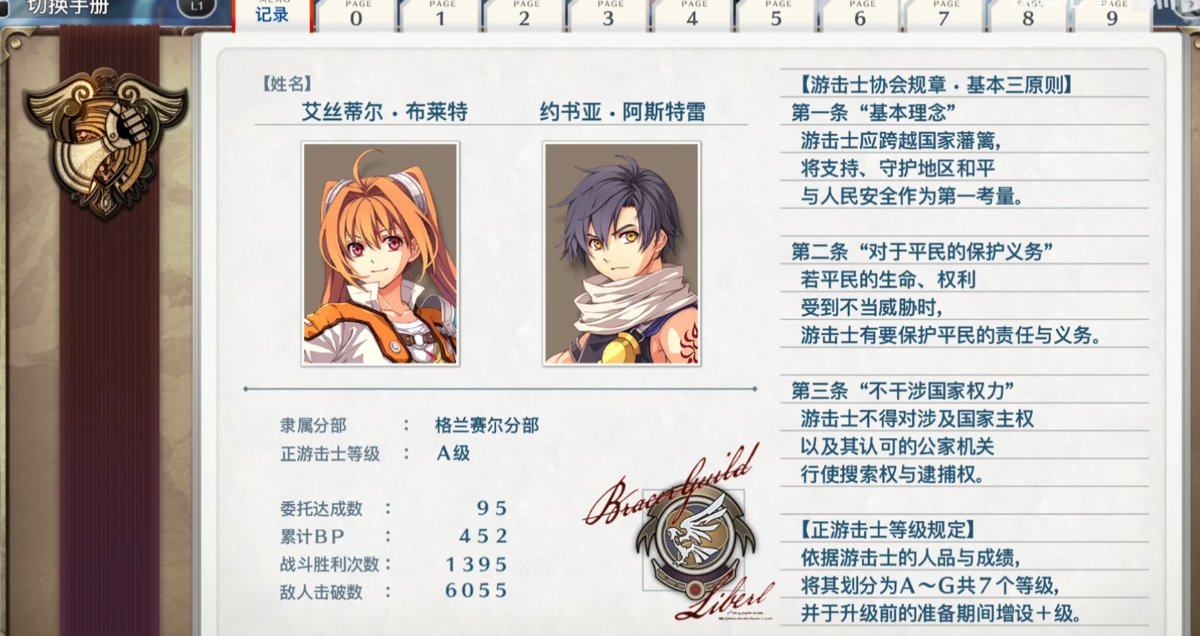 切换手册
L1
记录
PAGE
0
PAGE
1
PAGE
2
PAGE
3
PAGE
4
PAGE
5
PAGE
6
PAGE
7
PAGE
8
PAGE
9
【姓名】
艾丝蒂尔·布莱特
约书亚·阿斯特雷
隶属分部 : 格兰赛尔分部
正游击士等级 : A级
委托达成数 : 95
累计BP : 452
战斗胜利次数 : 1395
敌人击破数 : 6055
Bracer Guild
Liberl
【游击士协会规章·基本三原则】
第一条“基本理念”
游击士应跨越国家藩篱，
将支持、守护地区和平
与人民安全作为第一考量。
第二条“对于平民的保护义务”
若平民的生命、权利
受到不当威胁时，
游击士有要保护平民的责任与义务。
第三条“不干涉国家权力”
游击士不得对涉及国家主权
以及其认可的公家机关
行使搜索权与逮捕权。
【正游击士等级规定】
依据游击士的人品与成绩，
将其划分为A～G共7个等级，
并于升级前的准备期间增设＋级。